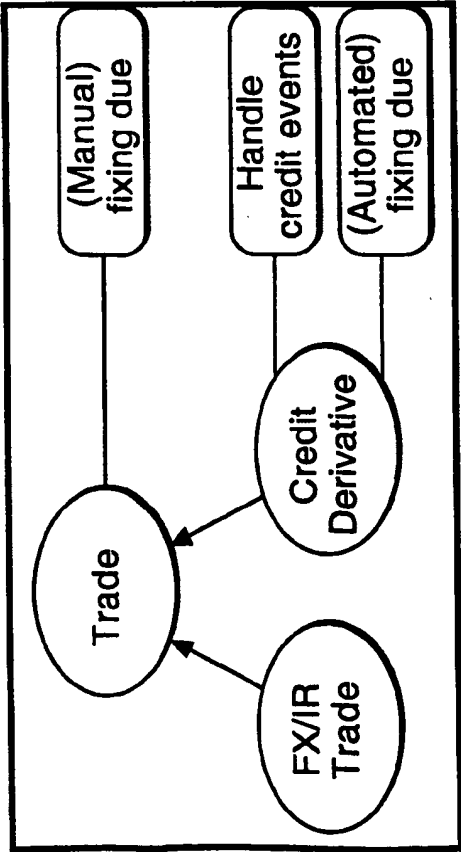 Trade
(Manual)
fixing due
FX/IR
Trade
Credit
Derivative
Handle
credit events
(Automated)
fixing due